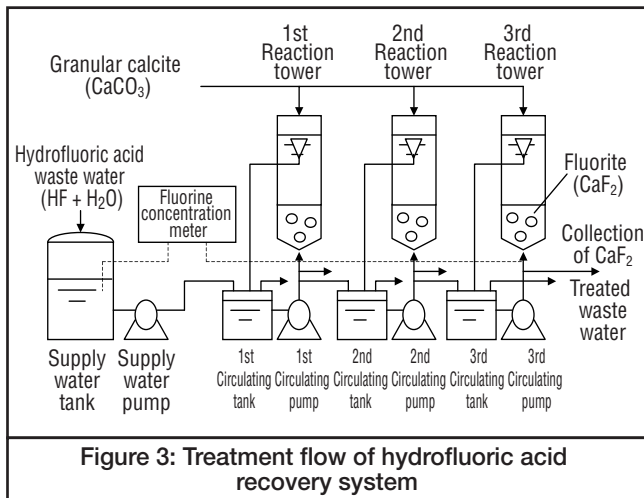 1st
Reaction
tower
2nd
Reaction
tower
3rd
Reaction
tower
Granular calcite
(CaCO₃)
Hydrofluoric acid
waste water
(HF + H₂O)
Fluorine
concentration
meter
Fluorite
(CaF₂)
Collection
of CaF₂
Treated
waste
water
Supply
water
tank
Supply
water
pump
1st
Circulating
tank
1st
Circulating
pump
2nd
Circulating
tank
2nd
Circulating
pump
3rd
Circulating
tank
3rd
Circulating
pump
Figure 3: Treatment flow of hydrofluoric acid
recovery system